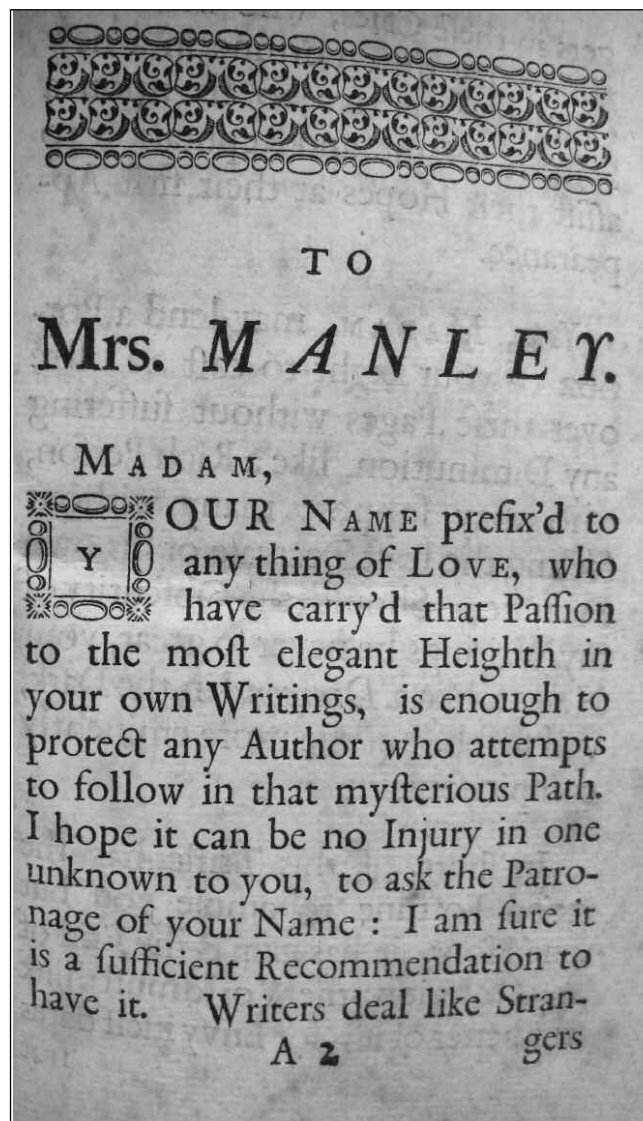 TO
Mrs. MANLEY.
MADAM,
YOUR NAME prefix'd to
any thing of LOVE, who
have carry'd that Paſſion
to the moſt elegant Heighth in
your own Writings, is enough to
protect any Author who attempts
to follow in that myſterious Path.
I hope it can be no Injury in one
unknown to you, to ask the Patro-
nage of your Name : I am ſure it
is a ſufficient Recommendation to
have it. Writers deal like Stran-
A 2 gers